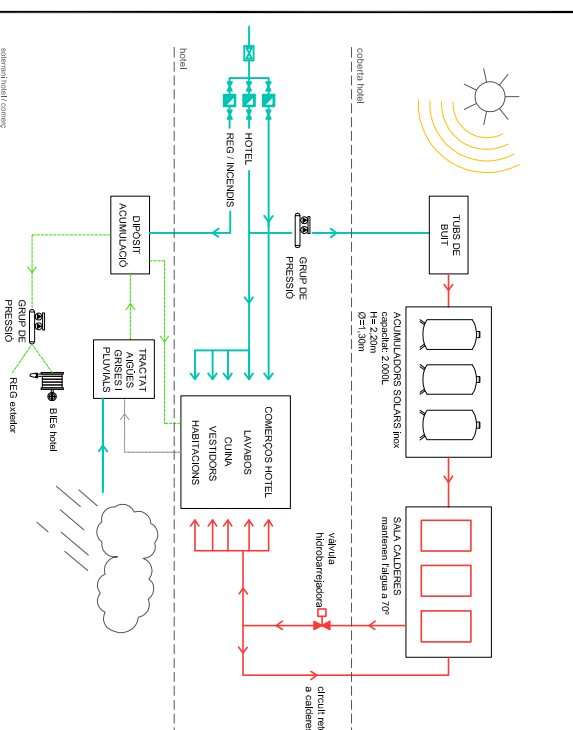 coberta hotel
TUBS DE
BUIT
ACUMULADORS SOLARS inox
capacitat: 2.000L
H= 2,20m
Ø=1,30m
SALA CALDERES
mantenen l'aigua a 70º
hotel
REG / INCENDIS
HOTEL
GRUP DE
PRESSIÓ
COMERÇOS HOTEL
LAVABOS
CUINA
VESTIDORS
HABITACIONS
vàlvula
hidrobarrejadora
circuit
a calderes
soterrani hotel / comerç
DIPÒSIT
ACUMULACIÓ
TRACTAT
AIGÜES
GRISES I
PLUVIALS
GRUP DE
PRESSIÓ
BIEs hotel
REG exterior